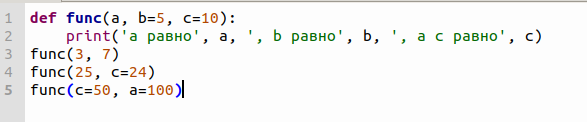 1 def func(a, b=5, c=10):
2     print('a равно', a, ', b равно', b, ', а c равно', c)
3 func(3, 7)
4 func(25, c=24)
5 func(c=50, a=100)